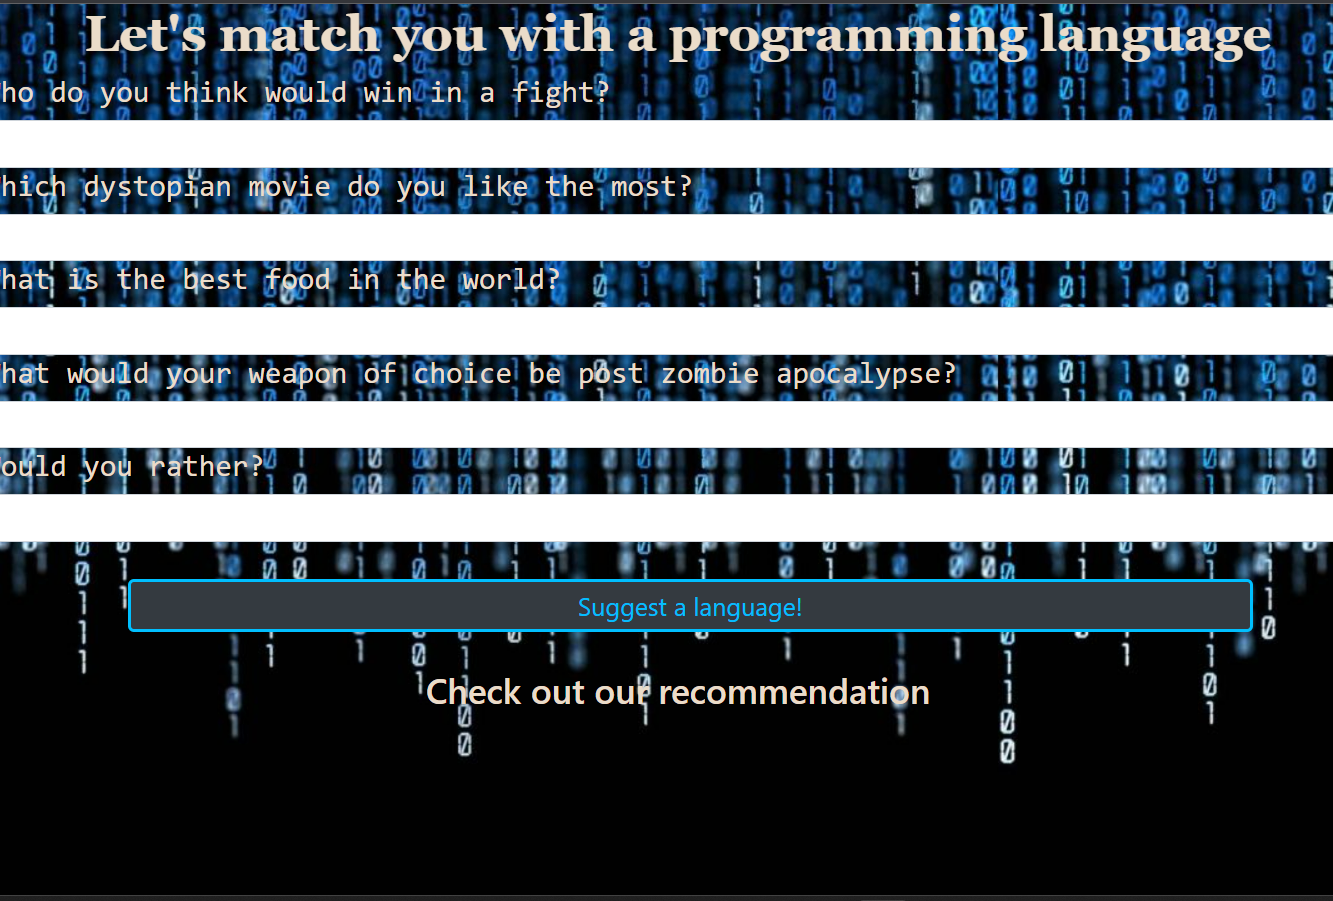 Let's match you with a programming language
ho do you think would win in a fight?
hich dystopian movie do you like the most?
hat is the best food in the world?
hat would your weapon of choice be post zombie apocalypse?
ould you rather?
Suggest a language!
Check out our recommendation